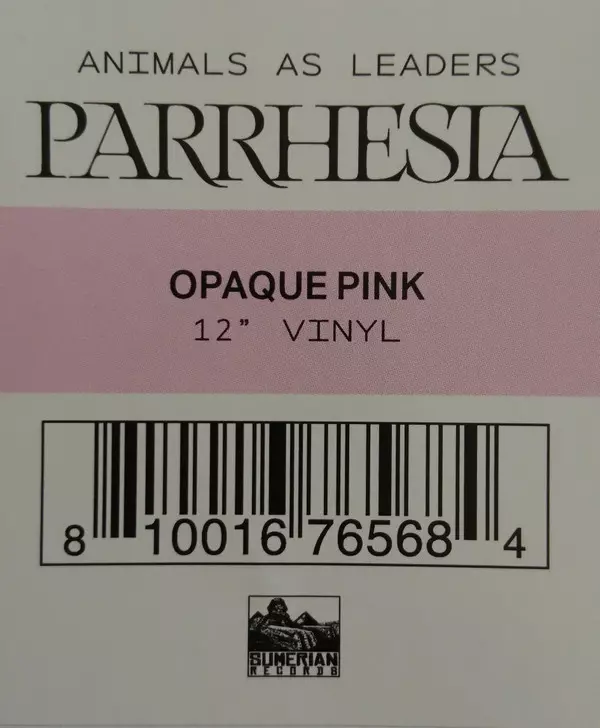 ANIMALS AS LEADERS
PARRHESIA
OPAQUE PINK
12” VINYL
8 10016 76568 4
SUMERIAN
RECORDS